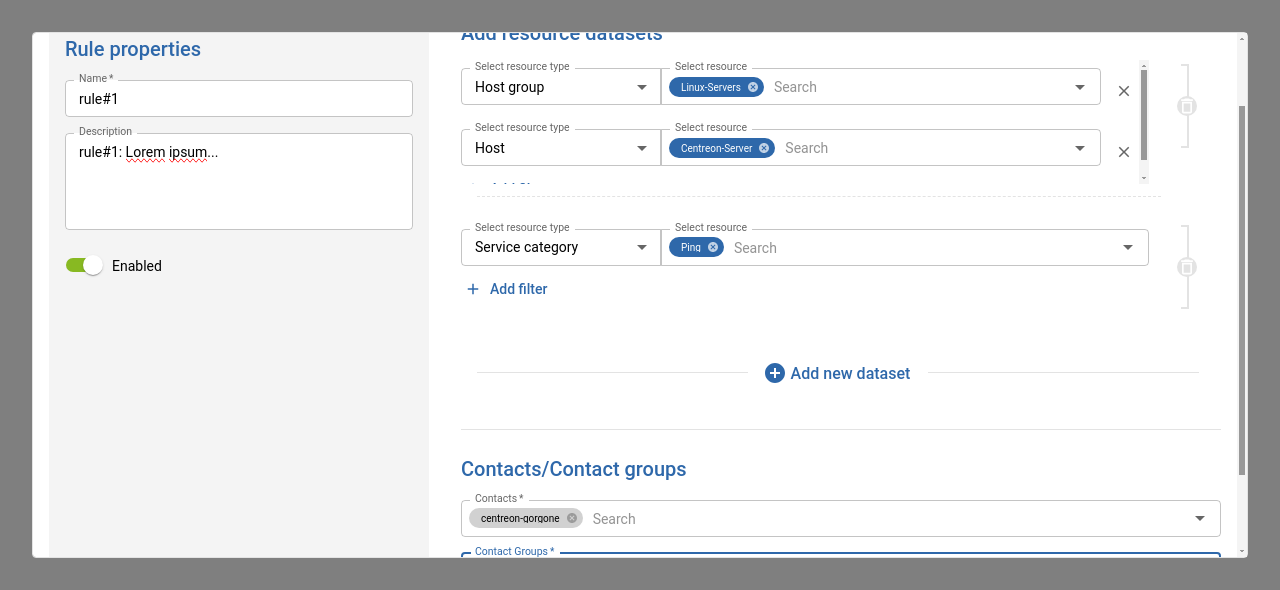 Rule properties
Name *
rule#1
Description
rule#1: Lorem ipsum...
Enabled
Add resource datasets
Select resource type
Select resource
Host group
Linux-Servers
Search
Select resource type
Select resource
Host
Centreon-Server
Search
Select resource type
Select resource
Service category
Ping
Search
Add filter
Add new dataset
Contacts/Contact groups
Contacts *
centreon-gorgone
Search
Contact Groups *